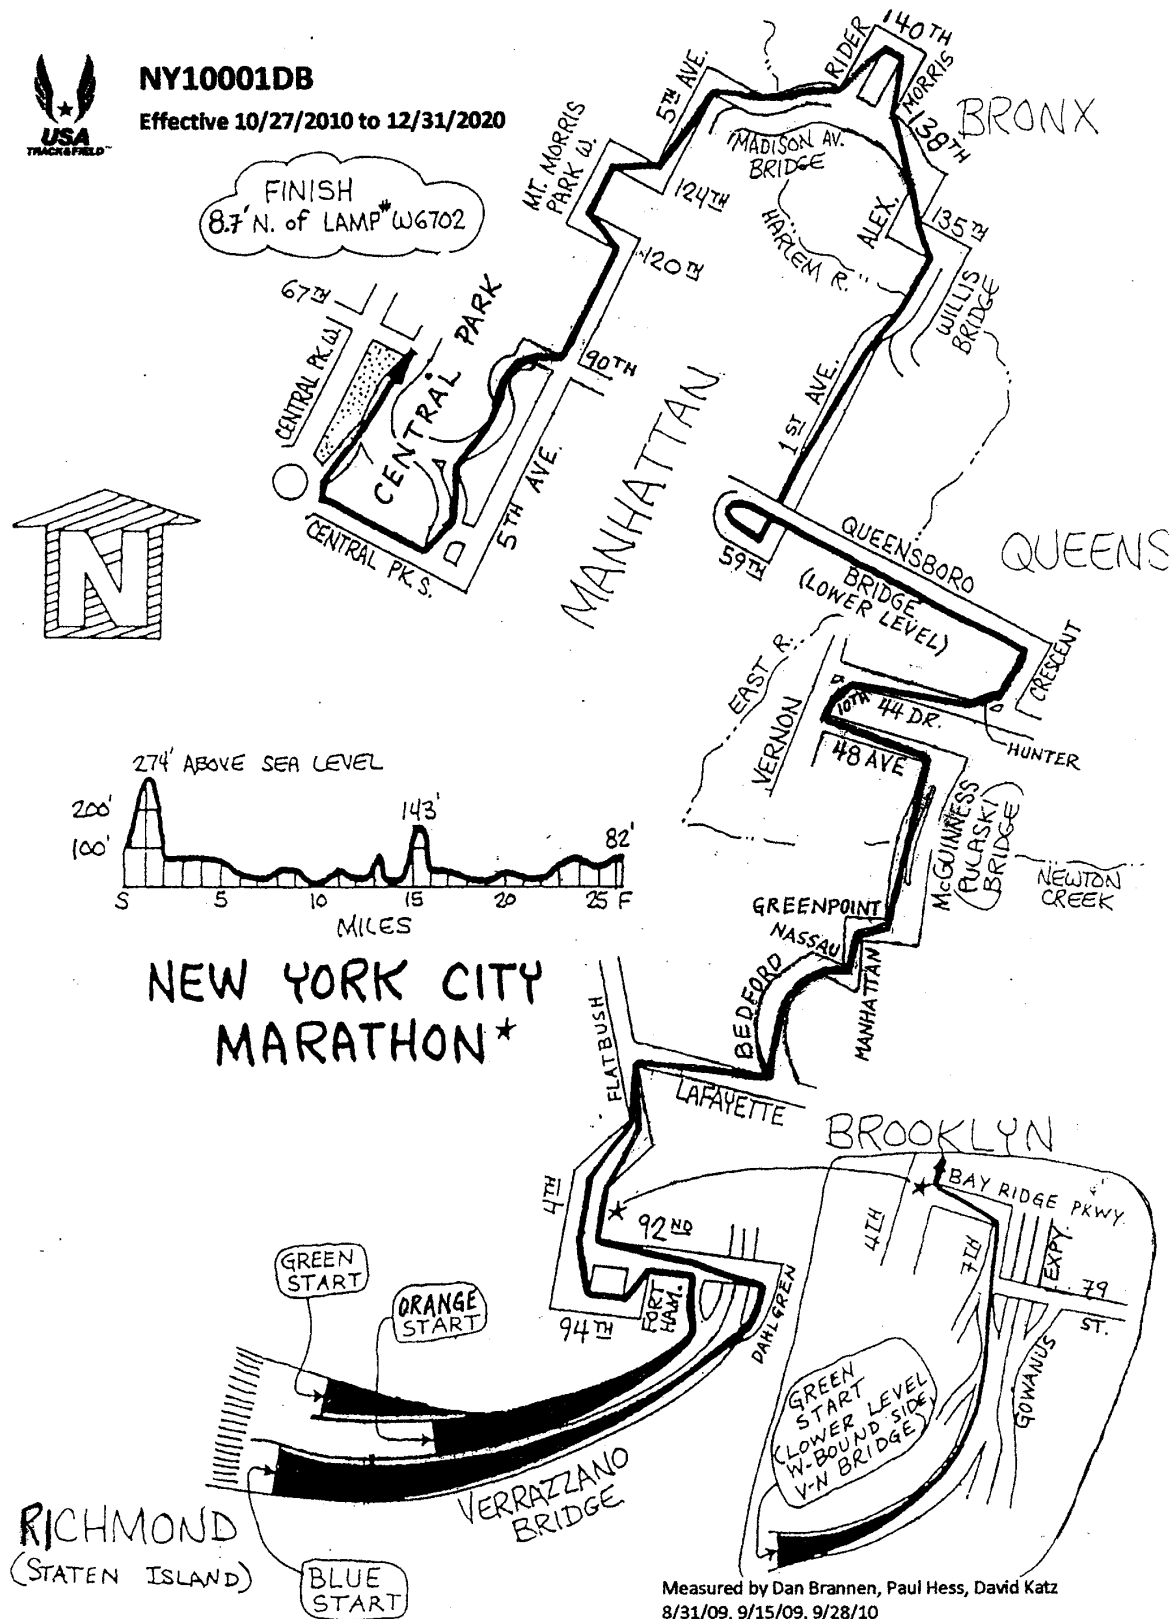 USA
TRACK & FIELD™
NY10001DB
Effective 10/27/2010 to 12/31/2020
FINISH
8.7' N. of LAMP # W6702
67TH
CENTRAL PK. W.
CENTRAL PARK
CENTRAL PK. S.
5TH AVE.
90TH
120TH
MT. MORRIS
PARK W.
124TH
5TH AVE.
MADISON AV.
BRIDGE
RIDER
140TH
MORRIS
138TH
BRONX
ALEX.
135TH
HARLEM R.
WILLIS
BRIDGE
1ST AVE.
MANHATTAN
59TH
QUEENSBORO
BRIDGE
(LOWER LEVEL)
QUEENS
CRESCENT
HUNTER
44 DR.
10TH
VERNON
EAST R.
48 AVE
MCGUINNESS
(PULASKI
BRIDGE)
NEWTON
CREEK
N
274' ABOVE SEA LEVEL
200'
100'
143'
82'
S 5 10 15 20 25 F
MILES
GREENPOINT
NASSAU
MANHATTAN
BEDFORD
NEW YORK CITY
MARATHON*
FLATBUSH
LAFAYETTE
BROOKLYN
4TH
92ND
94TH
FORT
HAM.
DAHLGREN
BAY RIDGE PKWY.
4TH
7TH
EXPY.
79
ST.
GOWANUS
GREEN
START
(LOWER LEVEL
W-BOUND SIDE,
V-N BRIDGE)
GREEN
START
ORANGE
START
VERRAZZANO
BRIDGE
RICHMOND
(STATEN ISLAND)
BLUE
START
Measured by Dan Brannen, Paul Hess, David Katz
8/31/09, 9/15/09, 9/28/10